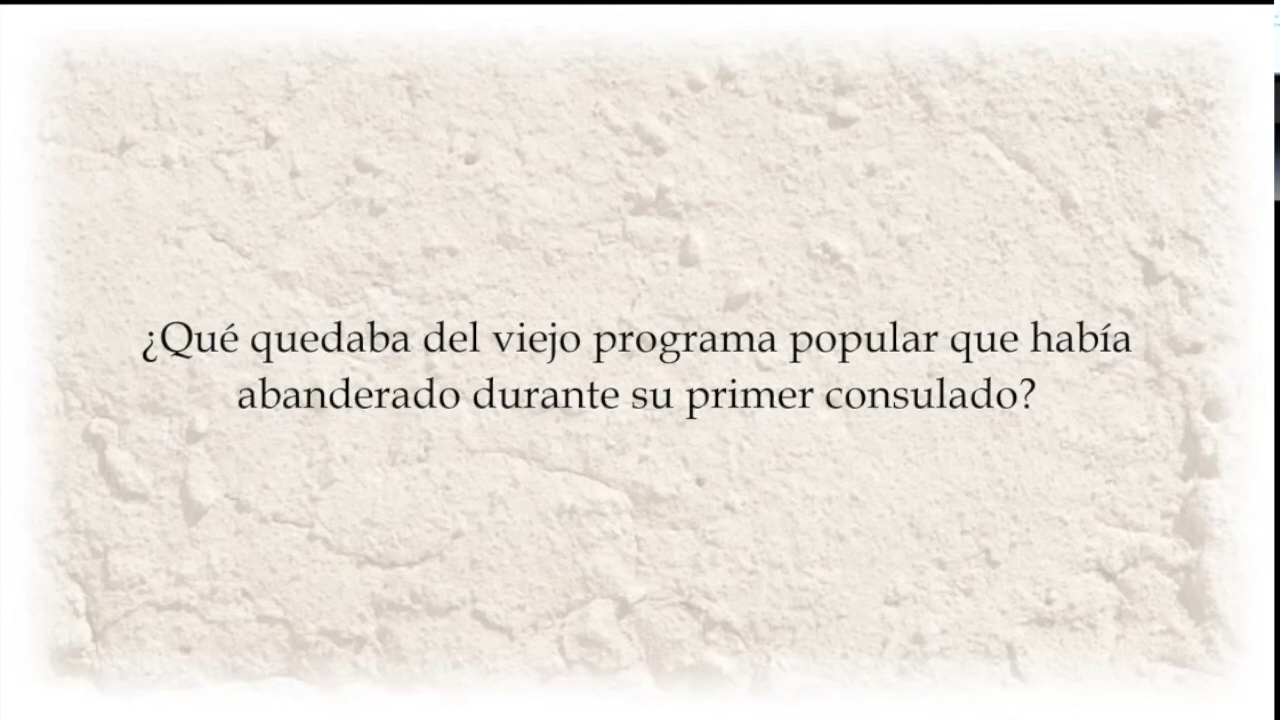 ¿Qué quedaba del viejo programa popular que había
abanderado durante su primer consulado?